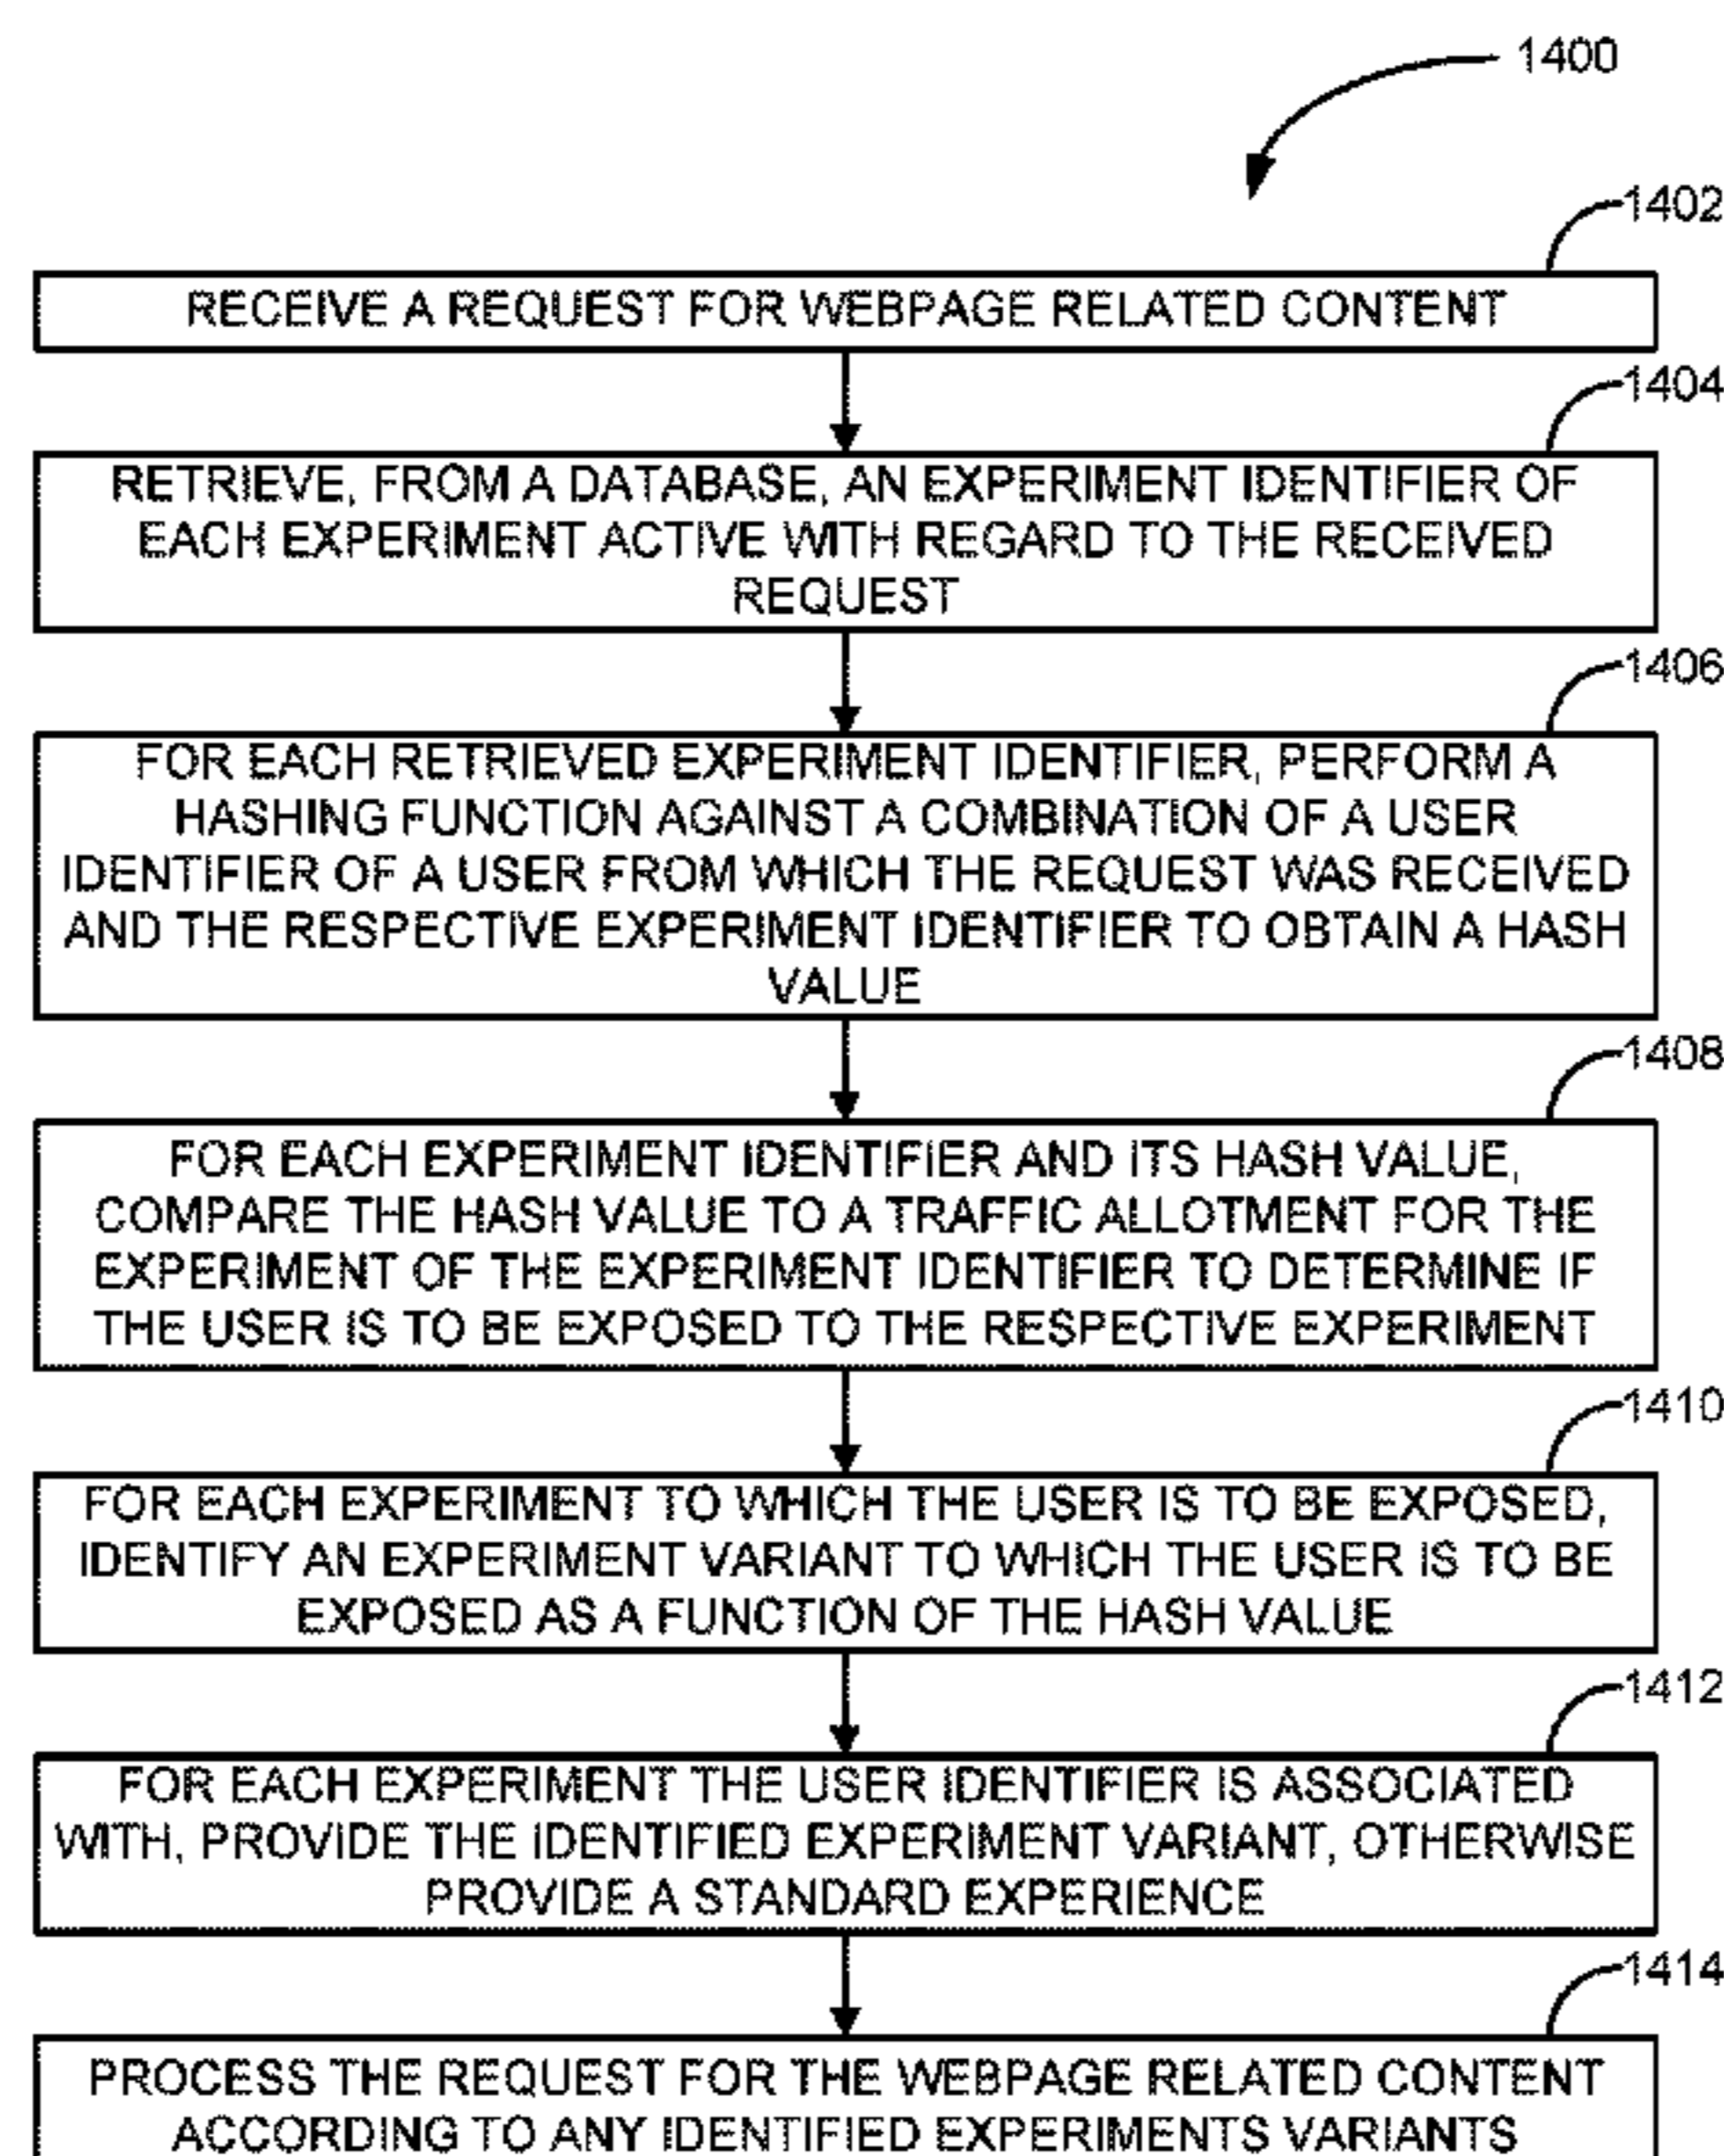 1400
1402
RECEIVE A REQUEST FOR WEBPAGE RELATED CONTENT
1404
RETRIEVE, FROM A DATABASE, AN EXPERIMENT IDENTIFIER OF
EACH EXPERIMENT ACTIVE WITH REGARD TO THE RECEIVED
REQUEST
1406
FOR EACH RETRIEVED EXPERIMENT IDENTIFIER, PERFORM A
HASHING FUNCTION AGAINST A COMBINATION OF A USER
IDENTIFIER OF A USER FROM WHICH THE REQUEST WAS RECEIVED
AND THE RESPECTIVE EXPERIMENT IDENTIFIER TO OBTAIN A HASH
VALUE
1408
FOR EACH EXPERIMENT IDENTIFIER AND ITS HASH VALUE,
COMPARE THE HASH VALUE TO A TRAFFIC ALLOTMENT FOR THE
EXPERIMENT OF THE EXPERIMENT IDENTIFIER TO DETERMINE IF
THE USER IS TO BE EXPOSED TO THE RESPECTIVE EXPERIMENT
1410
FOR EACH EXPERIMENT TO WHICH THE USER IS TO BE EXPOSED,
IDENTIFY AN EXPERIMENT VARIANT TO WHICH THE USER IS TO BE
EXPOSED AS A FUNCTION OF THE HASH VALUE
1412
FOR EACH EXPERIMENT THE USER IDENTIFIER IS ASSOCIATED
WITH, PROVIDE THE IDENTIFIED EXPERIMENT VARIANT, OTHERWISE
PROVIDE A STANDARD EXPERIENCE
1414
PROCESS THE REQUEST FOR THE WEBPAGE RELATED CONTENT
ACCORDING TO ANY IDENTIFIED EXPERIMENTS VARIANTS